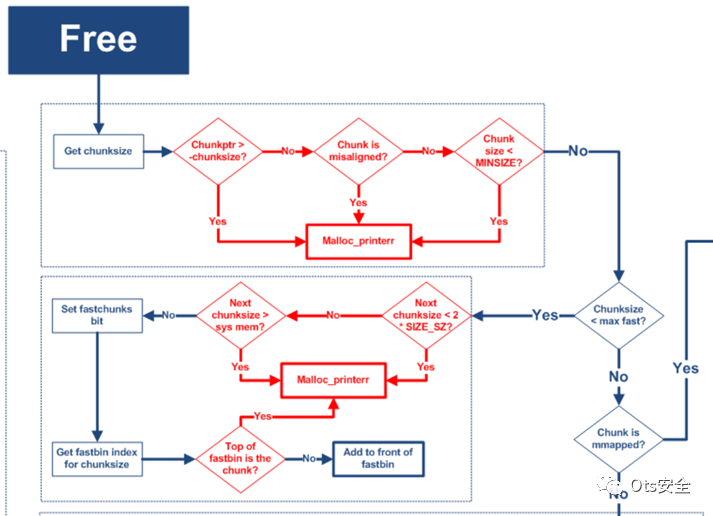 Free
Get chunksize
Chunkptr >
-chunksize?
No
Chunk is
misaligned?
No
Chunk
size <
MINSIZE?
No
Yes
Yes
Yes
Malloc_printerr
Set fastchunks
bit
No
Next
chunksize >
sys mem?
No
Next
chunksize < 2
* SIZE_SZ?
Yes
Chunksize
< max fast?
Yes
Yes
Yes
No
Malloc_printerr
Yes
Get fastbin index
for chunksize
Top of
fastbin is the
chunk?
No
Add to front of
fastbin
Chunk is
mmapped?
No
Ots安全